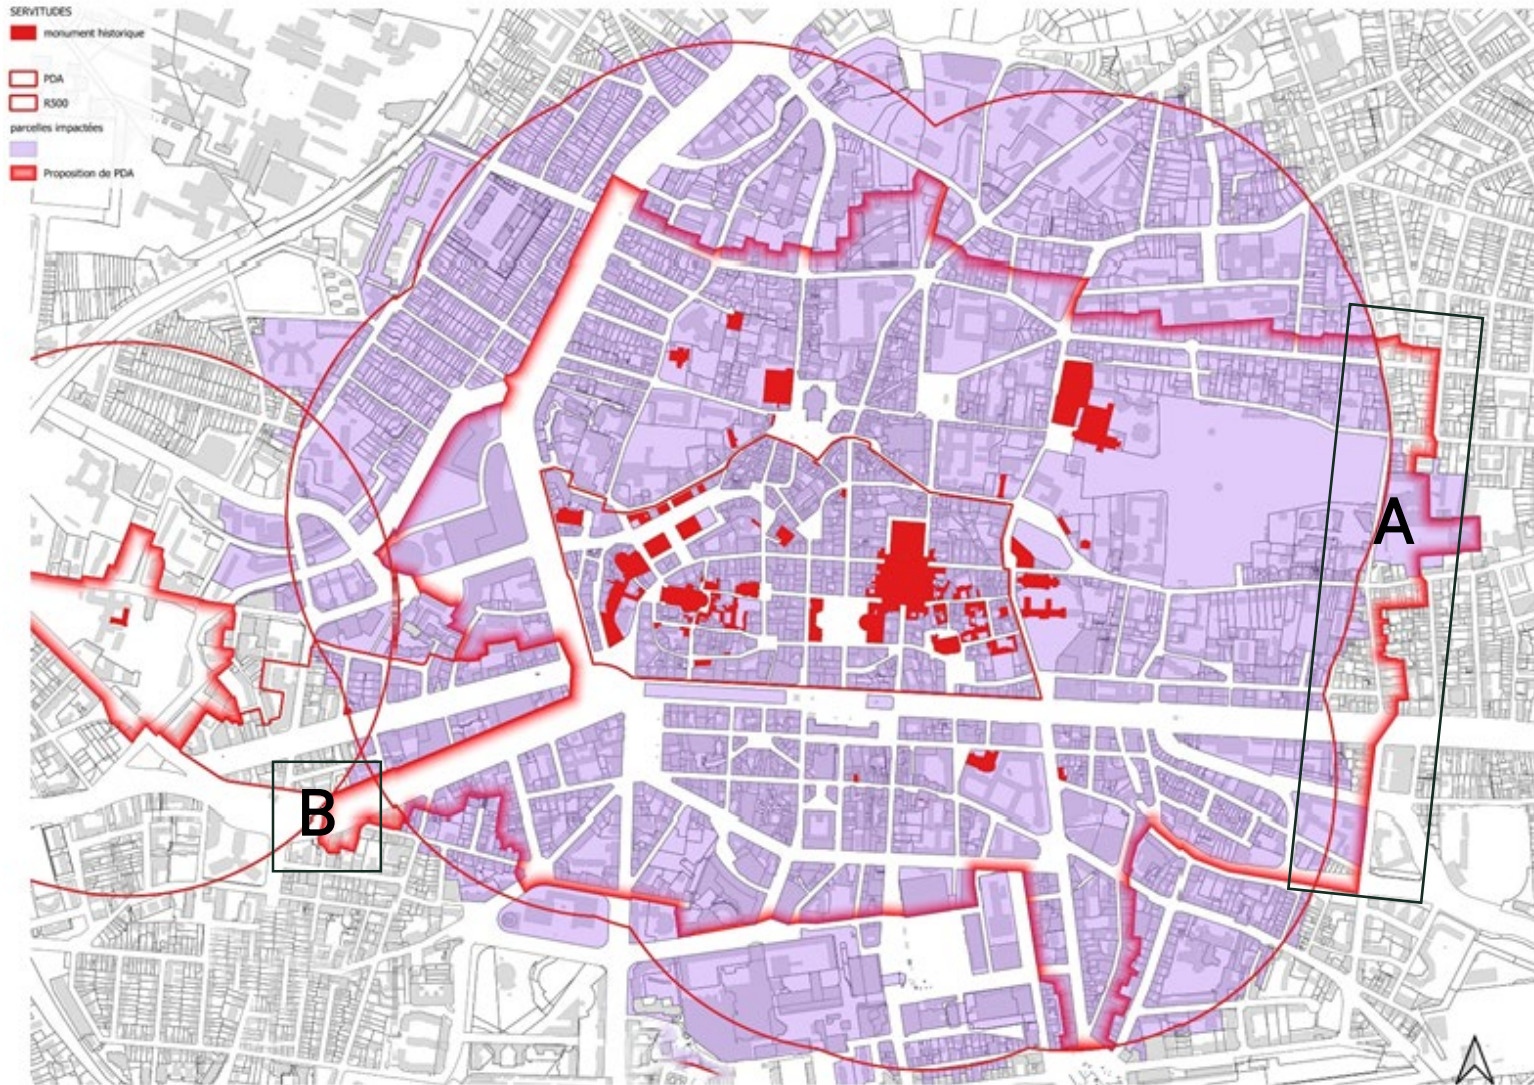 SERVITUDES
monument historique
PDA
R500
parcelles impactées
Proposition de PDA
A
B